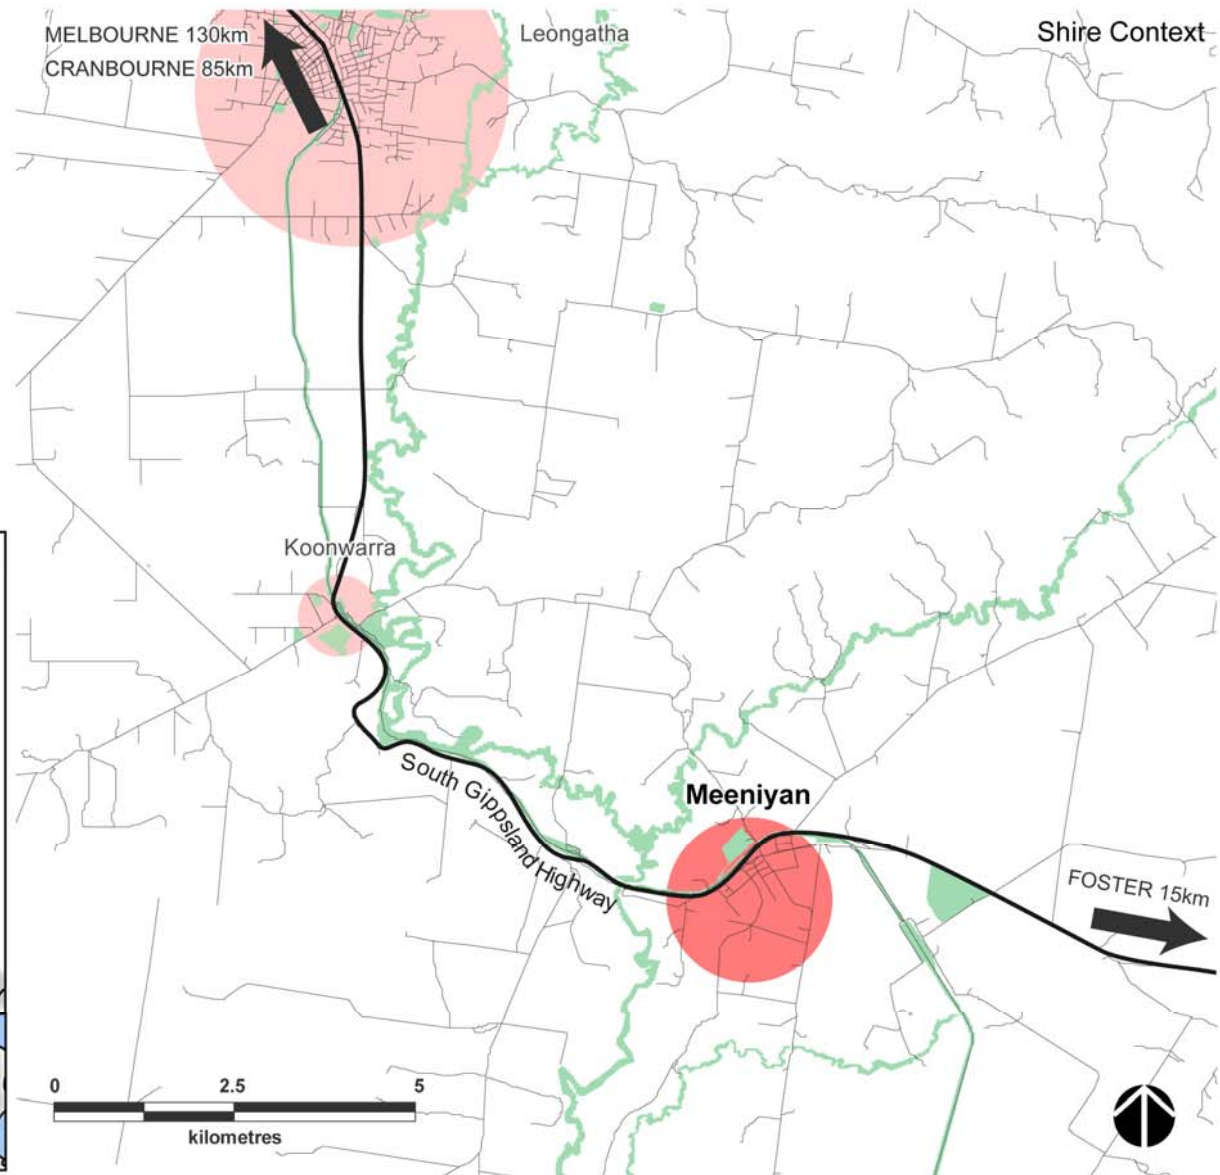 MELBOURNE 130km
CRANBOURNE 85km
Leongatha
Shire Context
Koonwarra
South Gippsland Highway
Meeniyan
FOSTER 15km
0 2.5 5
kilometres